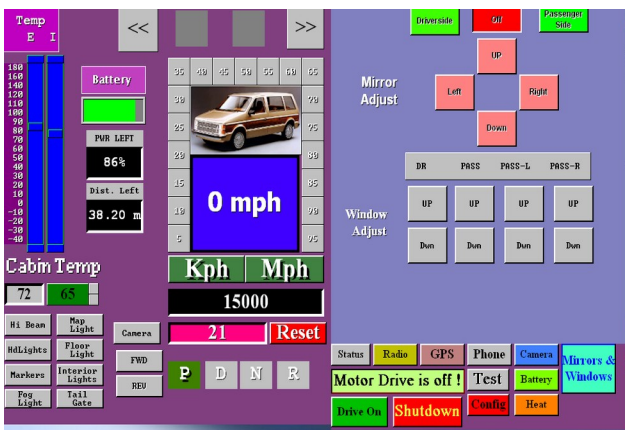 Temp
E I
<<
>>
Driverside
Off
Passenger
Side
180
160
140
120
110
100
90
80
70
60
50
40
30
20
10
0
-10
-20
-30
-40
Battery
PWR LEFT
86%
Dist. Left
38.20 m
35 40 45 50 55 60 65
30
70
25
75
20
80
15
85
10
90
5
95
0 mph
Mirror
Adjust
UP
Left
Right
Down
DR PASS PASS-L PASS-R
Window
Adjust
UP UP UP UP
Dwn Dwn Dwn Dwn
Cabin Temp
72 65
Kph Mph
15000
21 Reset
Hi Beam
Map
Light
Camera
HdLights
Floor
Light
FWD
Markers
Interior
Lights
REV
Fog
Light
Tail
Gate
P D N R
Status Radio GPS Phone Camera
Mirrors &
Windows
Motor Drive is off ! Test Battery
Drive On Shutdown Config Heat